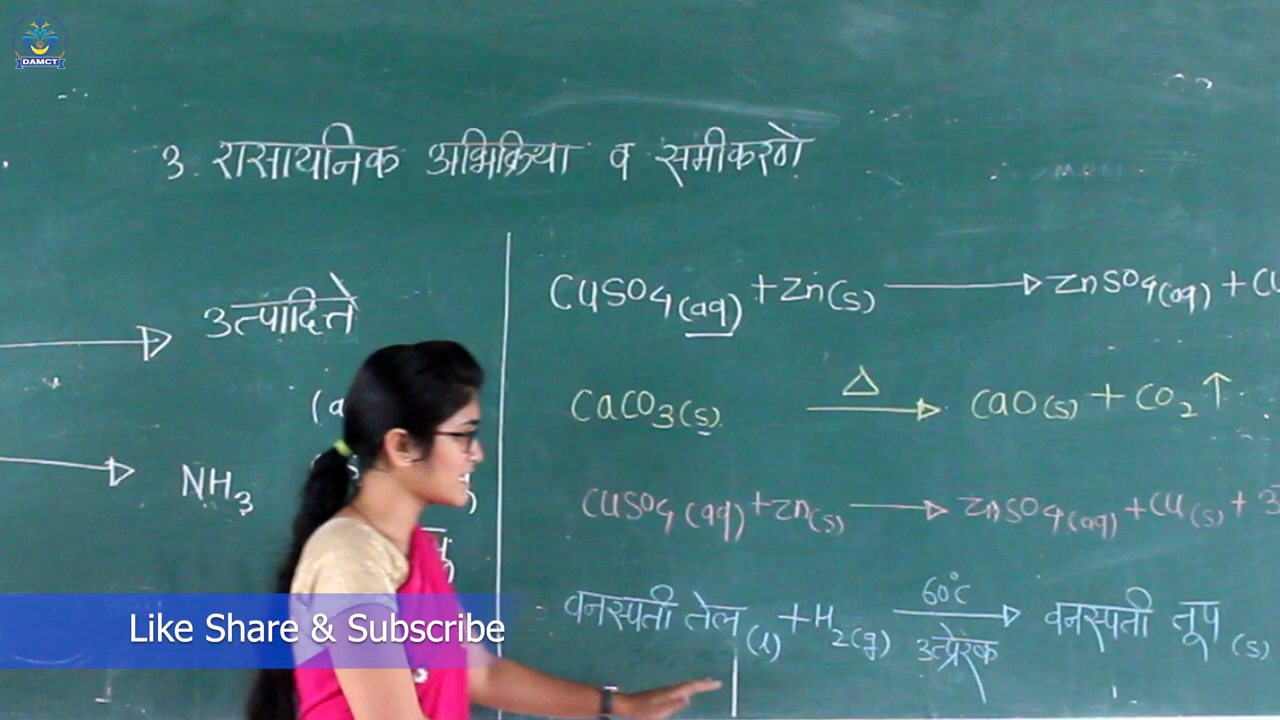 DAMCT
3. रासायनिक अभिक्रिया व समीकरणे
उत्पादिते
(a
NH₃
CuSO₄(aq) + Zn(s) ⟶ ZnSO₄(aq) + Cu
CaCO₃(s) —Δ→ CaO(s) + CO₂↑
CuSO₄(aq) + Zn(s) ⟶ ZnSO₄(aq) + Cu(s) +
वनस्पती तेल(l) + H₂(g) —60°C→ वनस्पती तूप(s)
उत्प्रेरक
Like Share & Subscribe